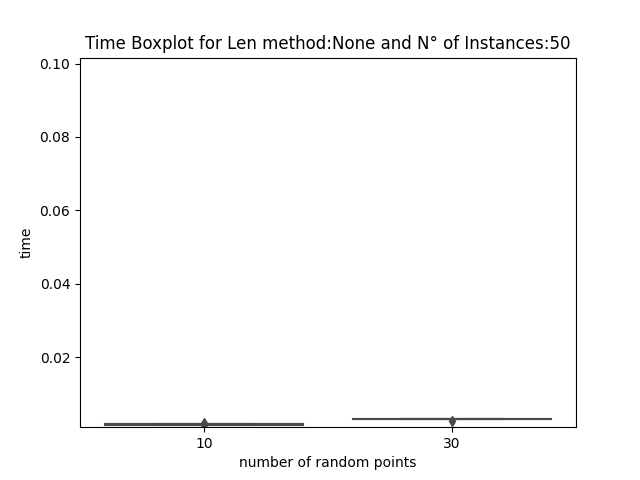 Time Boxplot for Len method:None and N° of Instances:50
0.10
0.08
0.06
0.04
0.02
time
10 30
number of random points